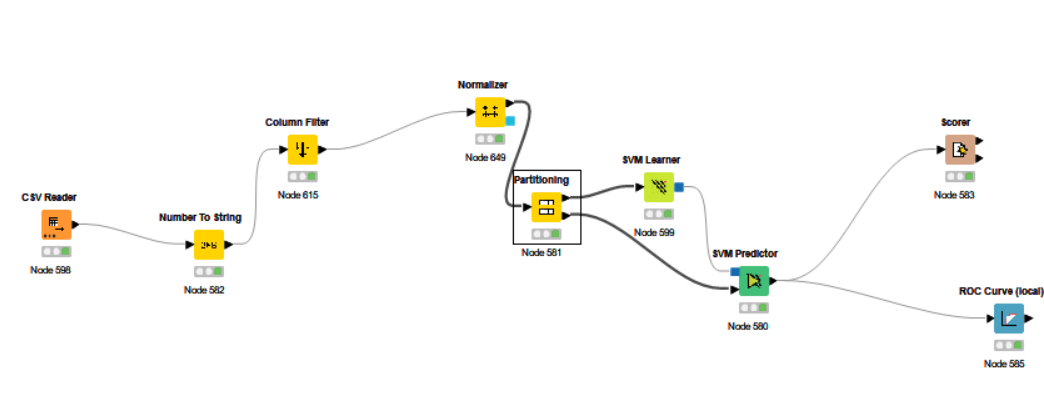 Normalizer
Node 649
Column Filter
Node 615
Scorer
Node 583
SVM Learner
Node 599
Partitioning
Node 581
CSV Reader
Node 598
Number To String
Node 582
SVM Predictor
Node 580
ROC Curve (local)
Node 585